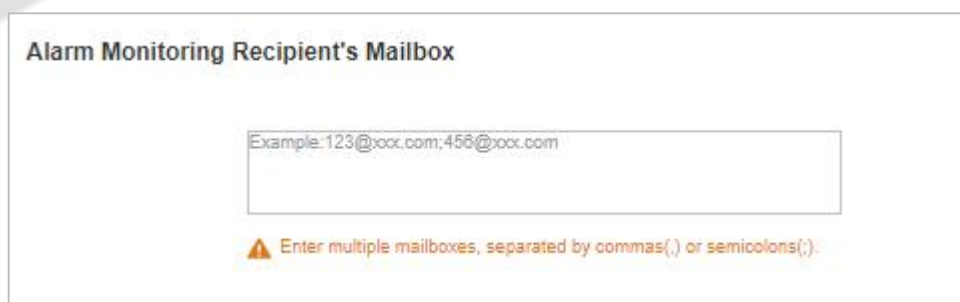 Alarm Monitoring Recipient's Mailbox
Example:123@xxx.com;456@xxx.com
Enter multiple mailboxes, separated by commas(,) or semicolons(;).